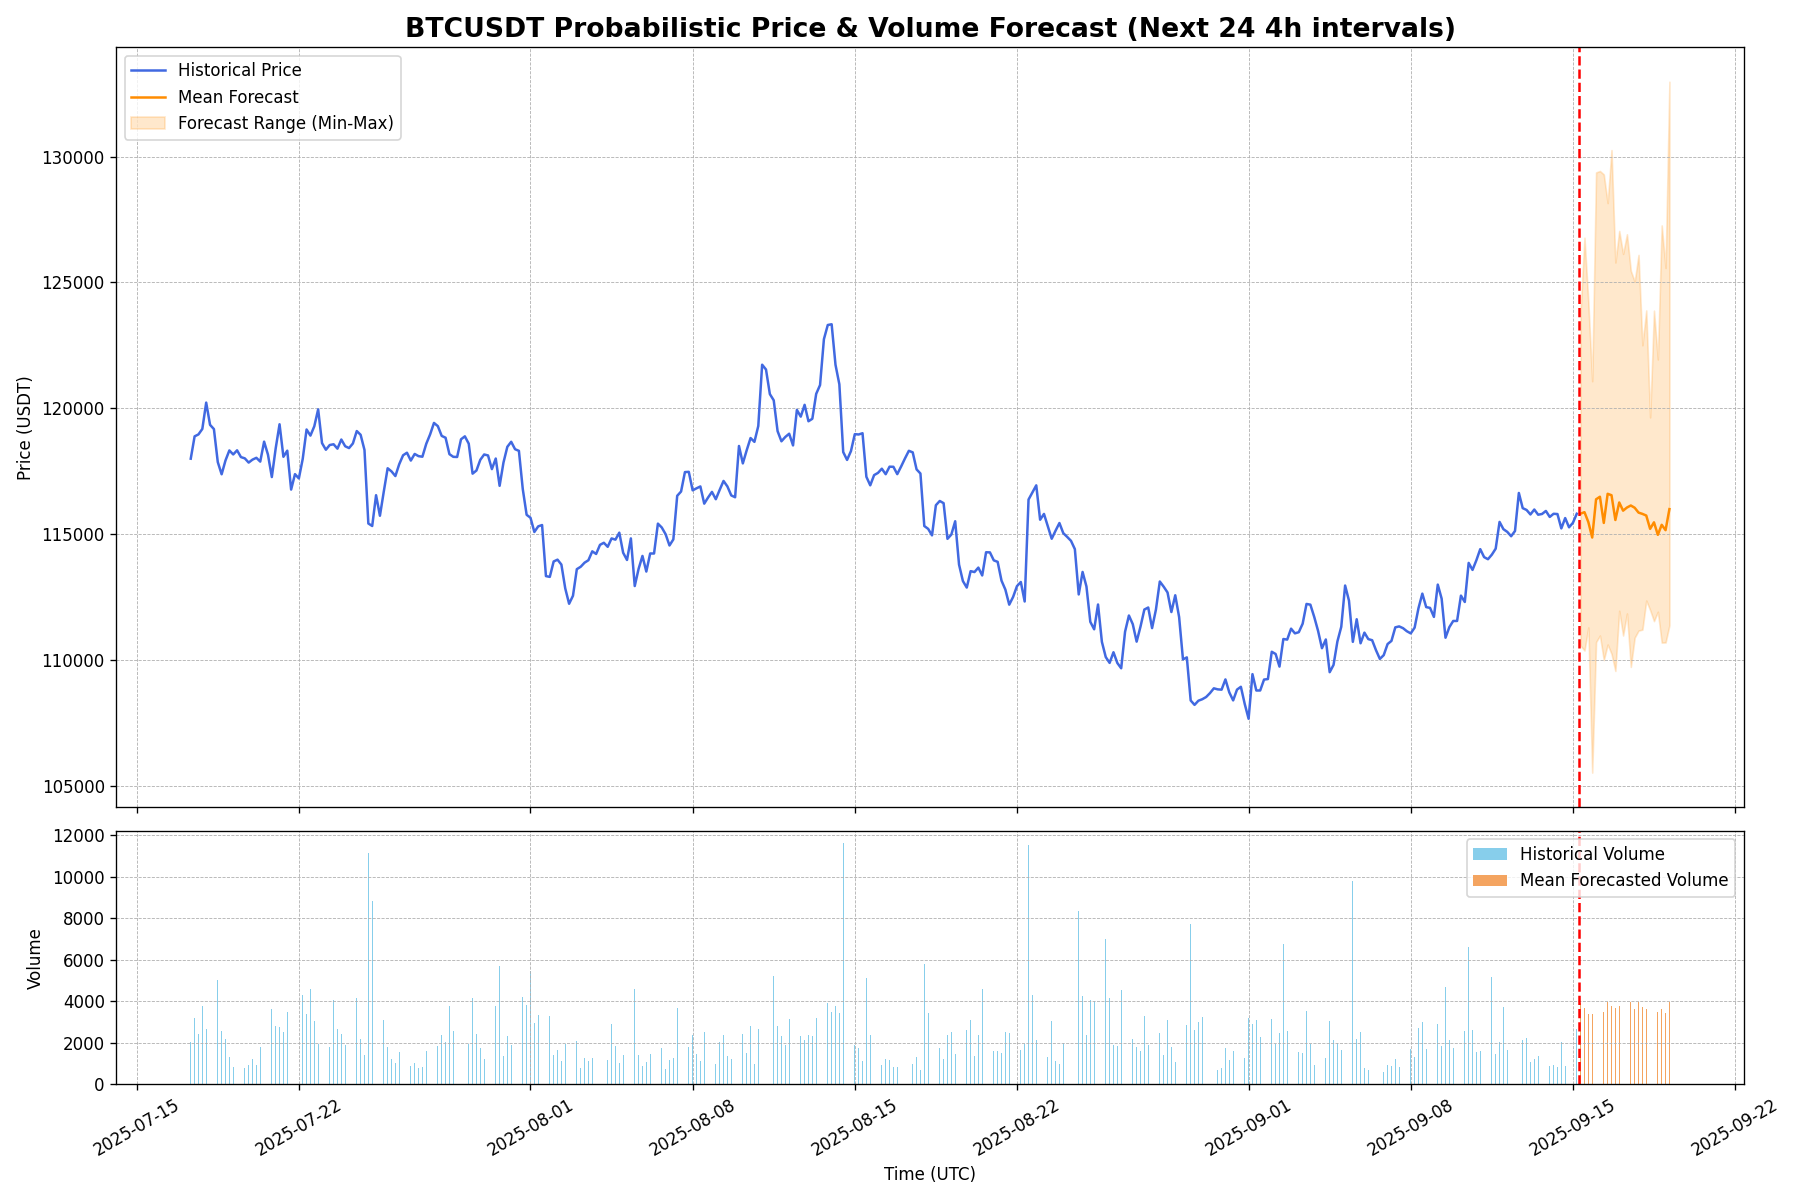 BTCUSDT Probabilistic Price & Volume Forecast (Next 24 4h intervals)
Historical Price
Mean Forecast
Forecast Range (Min-Max)
Price (USDT)
130000
125000
120000
115000
110000
105000
Historical Volume
Mean Forecasted Volume
Volume
12000
10000
8000
6000
4000
2000
0
2025-07-15
2025-07-22
2025-08-01
2025-08-08
2025-08-15
2025-08-22
2025-09-01
2025-09-08
2025-09-15
2025-09-22
Time (UTC)